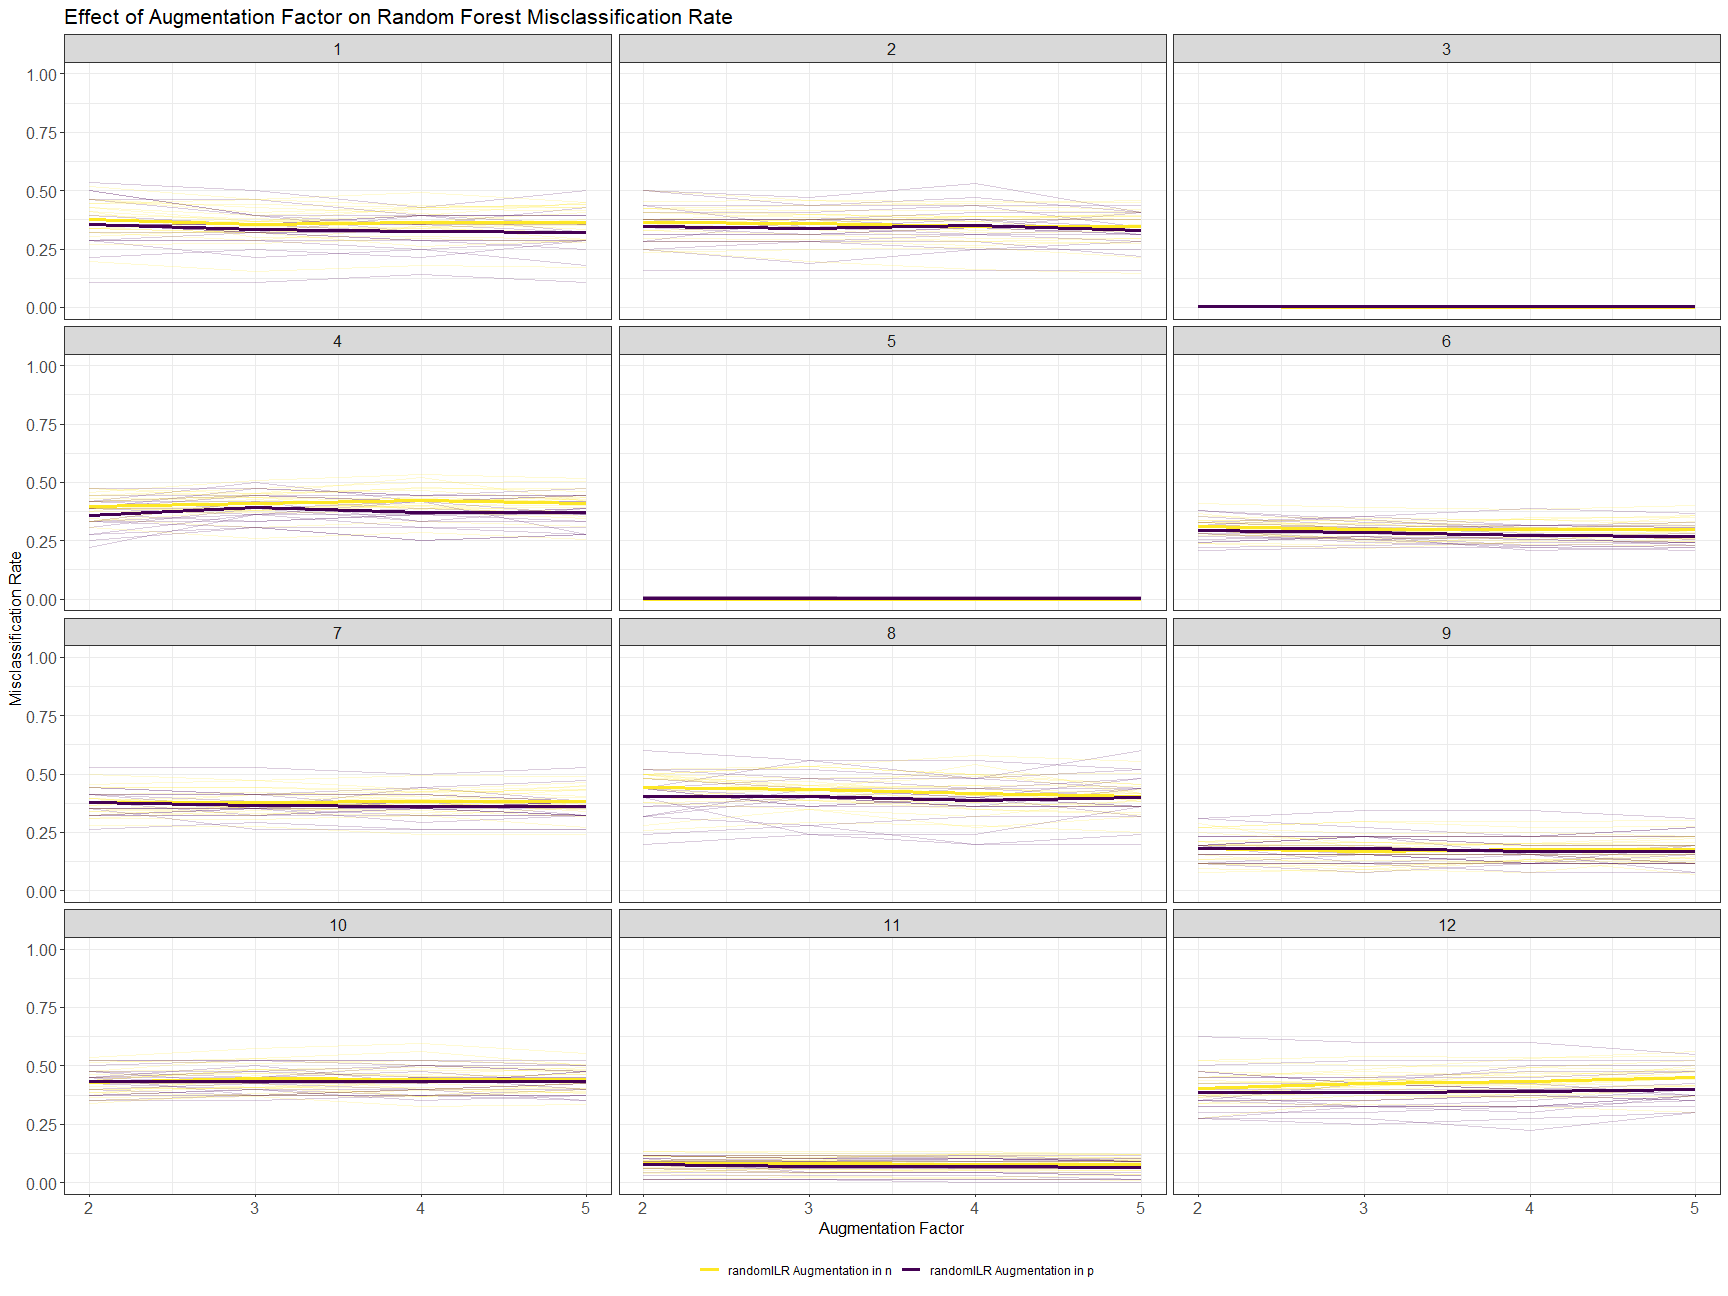 Effect of Augmentation Factor on Random Forest Misclassification Rate
1 2 3
1.00
0.75
0.50
0.25
0.00
4 5 6
1.00
0.75
0.50
0.25
0.00
7 8 9
1.00
0.75
0.50
0.25
0.00
10 11 12
1.00
0.75
0.50
0.25
0.00
2 3 4 5 2 3 4 5 2 3 4 5
Misclassification Rate
Augmentation Factor
randomILR Augmentation in n randomILR Augmentation in p